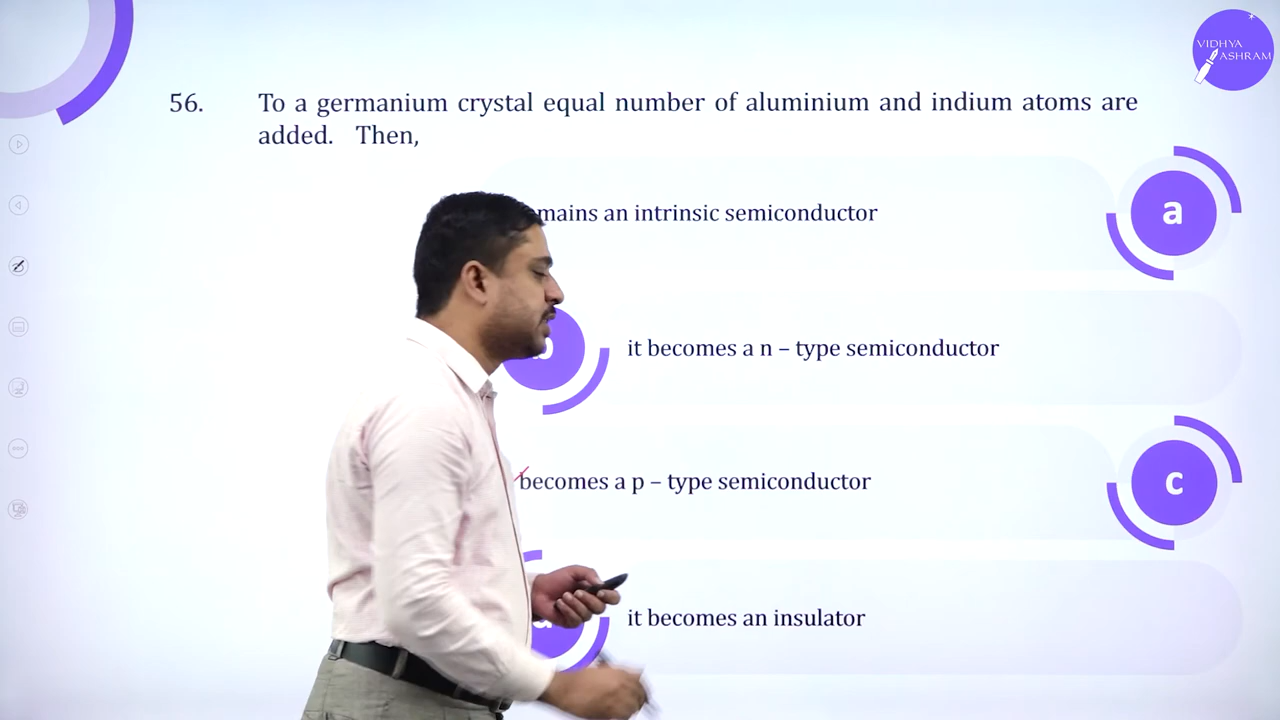 VIDHYA
ASHRAM
56. To a germanium crystal equal number of aluminium and indium atoms are
added. Then,
mains an intrinsic semiconductor
a
it becomes a n – type semiconductor
becomes a p – type semiconductor
c
it becomes an insulator